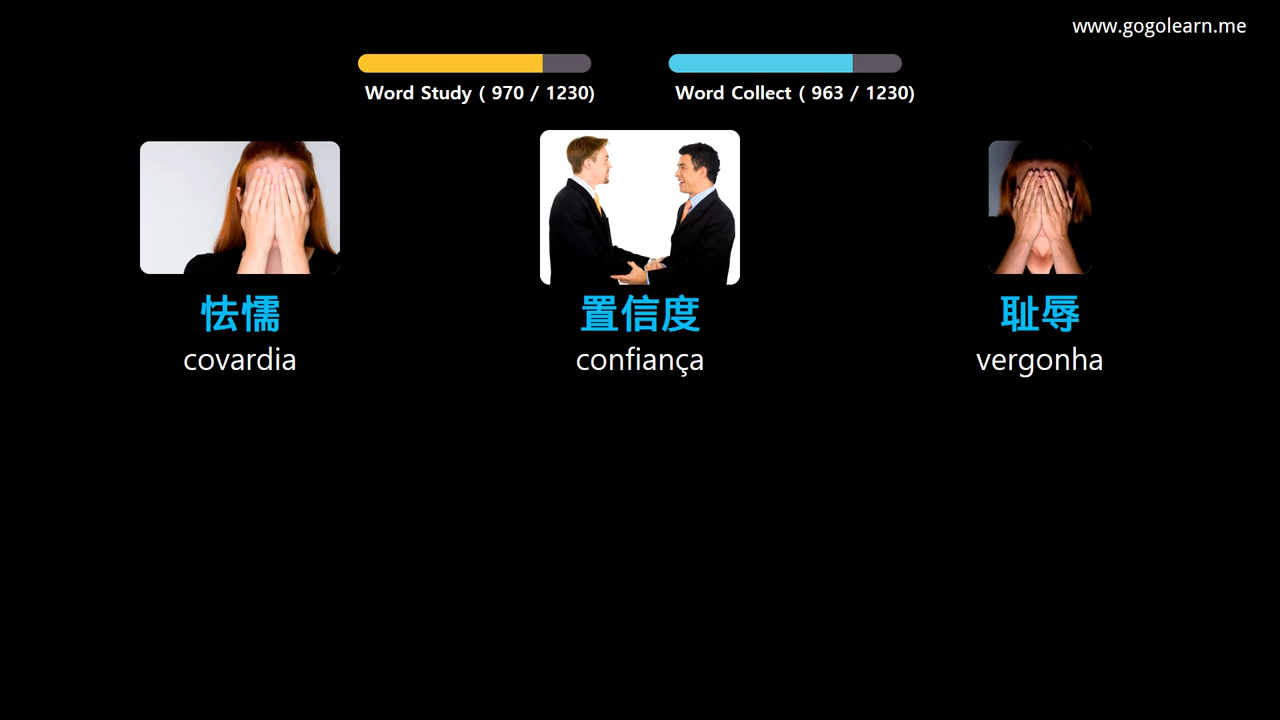 www.gogolearn.me
Word Study ( 970 / 1230)
Word Collect ( 963 / 1230)
怯懦
置信度
耻辱
covardia
confiança
vergonha